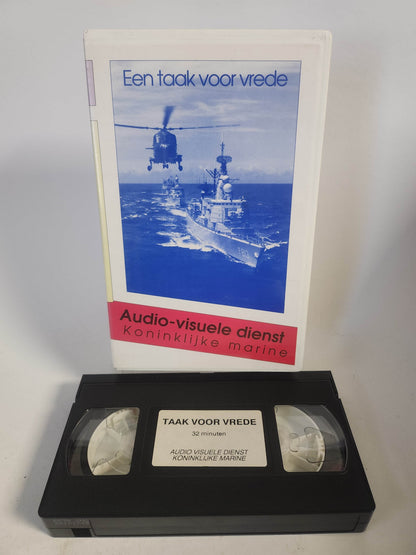 Een taak voor vrede
Audio-visuele dienst
Koninklijke marine
TAAK VOOR VREDE
32 minuten
AUDIO VISUELE DIENST
KONINKLIJKE MARINE